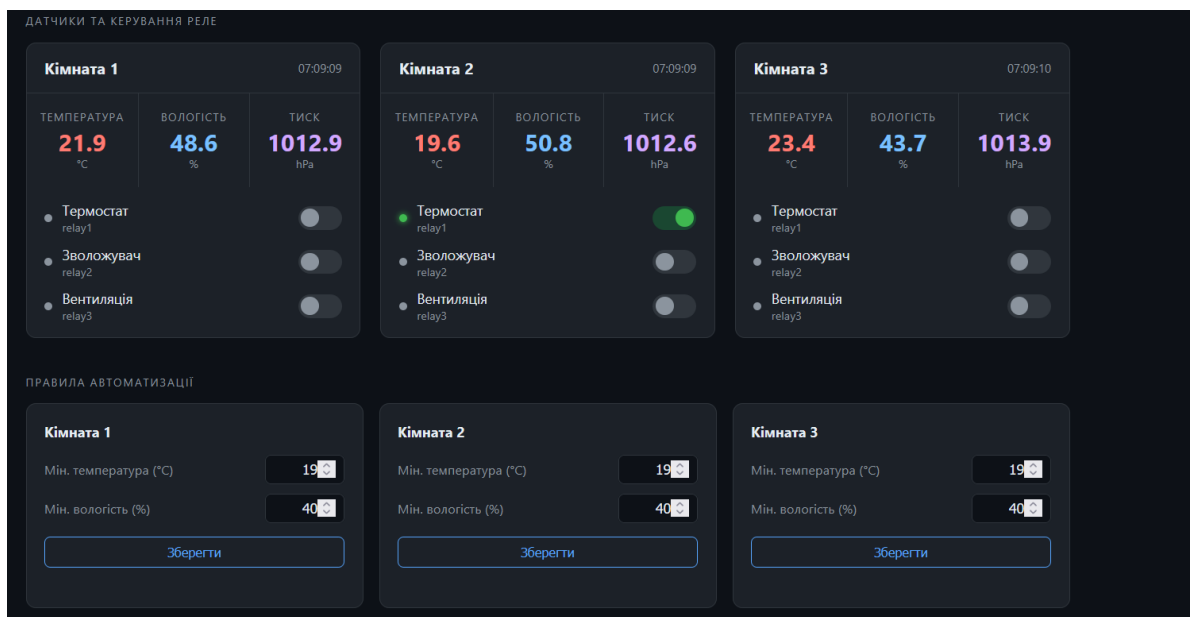 ДАТЧИКИ ТА КЕРУВАННЯ РЕЛЕ
Кімната 1 07:09:09
ТЕМПЕРАТУРА ВОЛОГІСТЬ ТИСК
21.9 48.6 1012.9
°C % hPa
Термостат
relay1
Зволожувач
relay2
Вентиляція
relay3
Кімната 2 07:09:09
ТЕМПЕРАТУРА ВОЛОГІСТЬ ТИСК
19.6 50.8 1012.6
°C % hPa
Термостат
relay1
Зволожувач
relay2
Вентиляція
relay3
Кімната 3 07:09:10
ТЕМПЕРАТУРА ВОЛОГІСТЬ ТИСК
23.4 43.7 1013.9
°C % hPa
Термостат
relay1
Зволожувач
relay2
Вентиляція
relay3
ПРАВИЛА АВТОМАТИЗАЦІЇ
Кімната 1
Мін. температура (°C) 19
Мін. вологість (%) 40
Зберегти
Кімната 2
Мін. температура (°C) 19
Мін. вологість (%) 40
Зберегти
Кімната 3
Мін. температура (°C) 19
Мін. вологість (%) 40
Зберегти